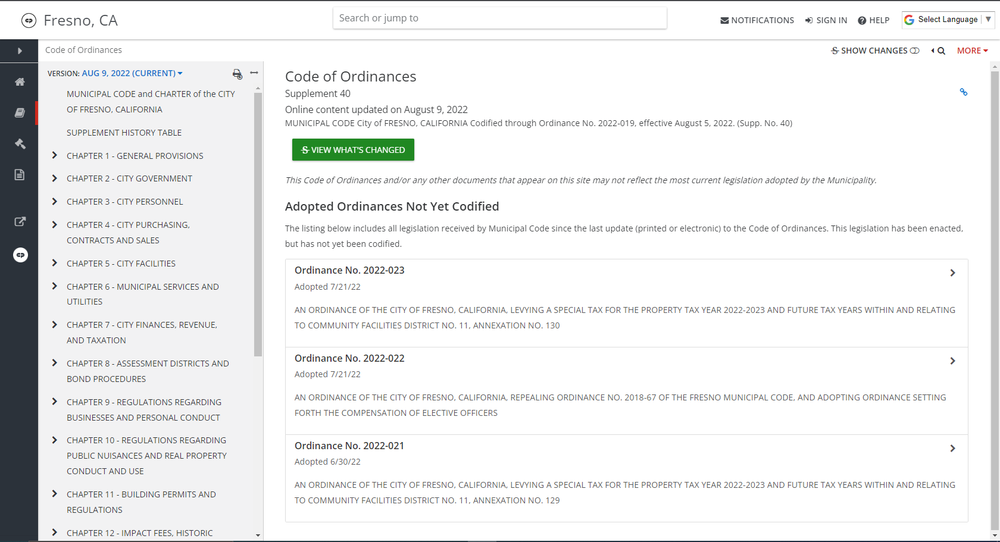 Fresno, CA
Search or jump to
NOTIFICATIONS
SIGN IN
HELP
Select Language
Code of Ordinances
SHOW CHANGES
MORE
VERSION: AUG 9, 2022 (CURRENT)
MUNICIPAL CODE and CHARTER of the CITY
OF FRESNO, CALIFORNIA
SUPPLEMENT HISTORY TABLE
CHAPTER 1 - GENERAL PROVISIONS
CHAPTER 2 - CITY GOVERNMENT
CHAPTER 3 - CITY PERSONNEL
CHAPTER 4 - CITY PURCHASING,
CONTRACTS AND SALES
CHAPTER 5 - CITY FACILITIES
CHAPTER 6 - MUNICIPAL SERVICES AND
UTILITIES
CHAPTER 7 - CITY FINANCES, REVENUE,
AND TAXATION
CHAPTER 8 - ASSESSMENT DISTRICTS AND
BOND PROCEDURES
CHAPTER 9 - REGULATIONS REGARDING
BUSINESSES AND PERSONAL CONDUCT
CHAPTER 10 - REGULATIONS REGARDING
PUBLIC NUISANCES AND REAL PROPERTY
CONDUCT AND USE
CHAPTER 11 - BUILDING PERMITS AND
REGULATIONS
CHAPTER 12 - IMPACT FEES, HISTORIC
Code of Ordinances
Supplement 40
Online content updated on August 9, 2022
MUNICIPAL CODE City of FRESNO, CALIFORNIA Codified through Ordinance No. 2022-019, effective August 5, 2022. (Supp. No. 40)
VIEW WHAT'S CHANGED
This Code of Ordinances and/or any other documents that appear on this site may not reflect the most current legislation adopted by the Municipality.
Adopted Ordinances Not Yet Codified
The listing below includes all legislation received by Municipal Code since the last update (printed or electronic) to the Code of Ordinances. This legislation has been enacted,
but has not yet been codified.
Ordinance No. 2022-023
Adopted 7/21/22
AN ORDINANCE OF THE CITY OF FRESNO, CALIFORNIA, LEVYING A SPECIAL TAX FOR THE PROPERTY TAX YEAR 2022-2023 AND FUTURE TAX YEARS WITHIN AND RELATING
TO COMMUNITY FACILITIES DISTRICT NO. 11, ANNEXATION NO. 130
Ordinance No. 2022-022
Adopted 7/21/22
AN ORDINANCE OF THE CITY OF FRESNO, CALIFORNIA, REPEALING ORDINANCE NO. 2018-67 OF THE FRESNO MUNICIPAL CODE, AND ADOPTING ORDINANCE SETTING
FORTH THE COMPENSATION OF ELECTIVE OFFICERS
Ordinance No. 2022-021
Adopted 6/30/22
AN ORDINANCE OF THE CITY OF FRESNO, CALIFORNIA, LEVYING A SPECIAL TAX FOR THE PROPERTY TAX YEAR 2022-2023 AND FUTURE TAX YEARS WITHIN AND RELATING
TO COMMUNITY FACILITIES DISTRICT NO. 11, ANNEXATION NO. 129